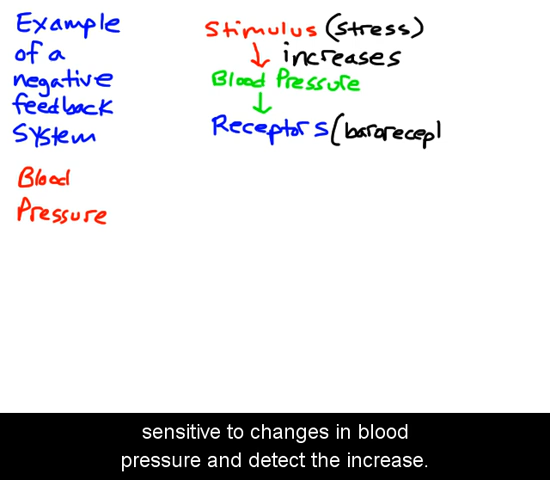 Example
of a
negative
feedback
System
Blood
Pressure
Stimulus (stress)
increases
Blood Pressure
Receptors (barorecepl
sensitive to changes in blood
pressure and detect the increase.